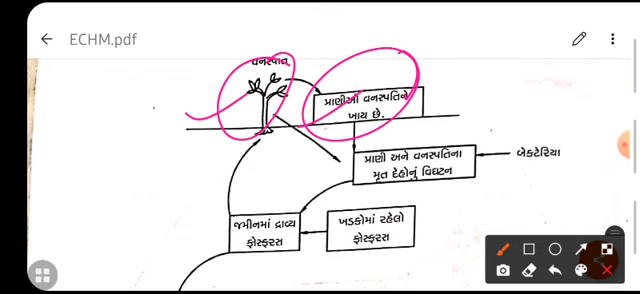 ECHM.pdf
વનસ્પતિ
પ્રાણીઓ વનસ્પતિને
ખાય છે.
પ્રાણી અને વનસ્પતિના
મૃત દેહોનું વિઘટન
બેક્ટેરિયા
જમીનમાં દ્રાવ્ય
ફોસ્ફરસ
ખડકોમાં રહેલો
ફોસ્ફરસ